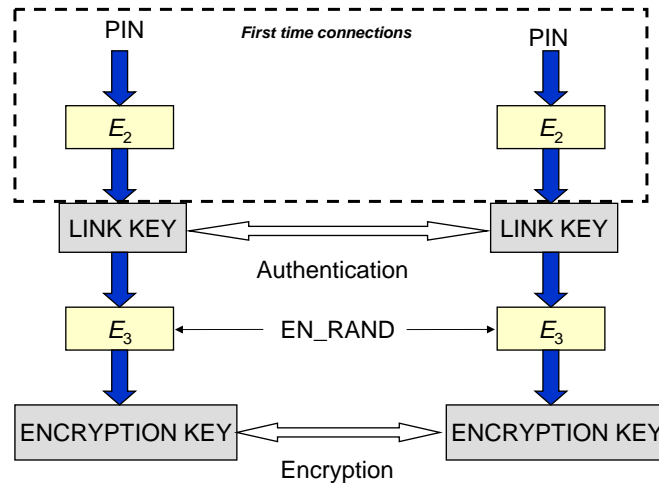 PIN First time connections PIN
E2 E2
LINK KEY LINK KEY
Authentication
E3 EN_RAND E3
ENCRYPTION KEY ENCRYPTION KEY
Encryption